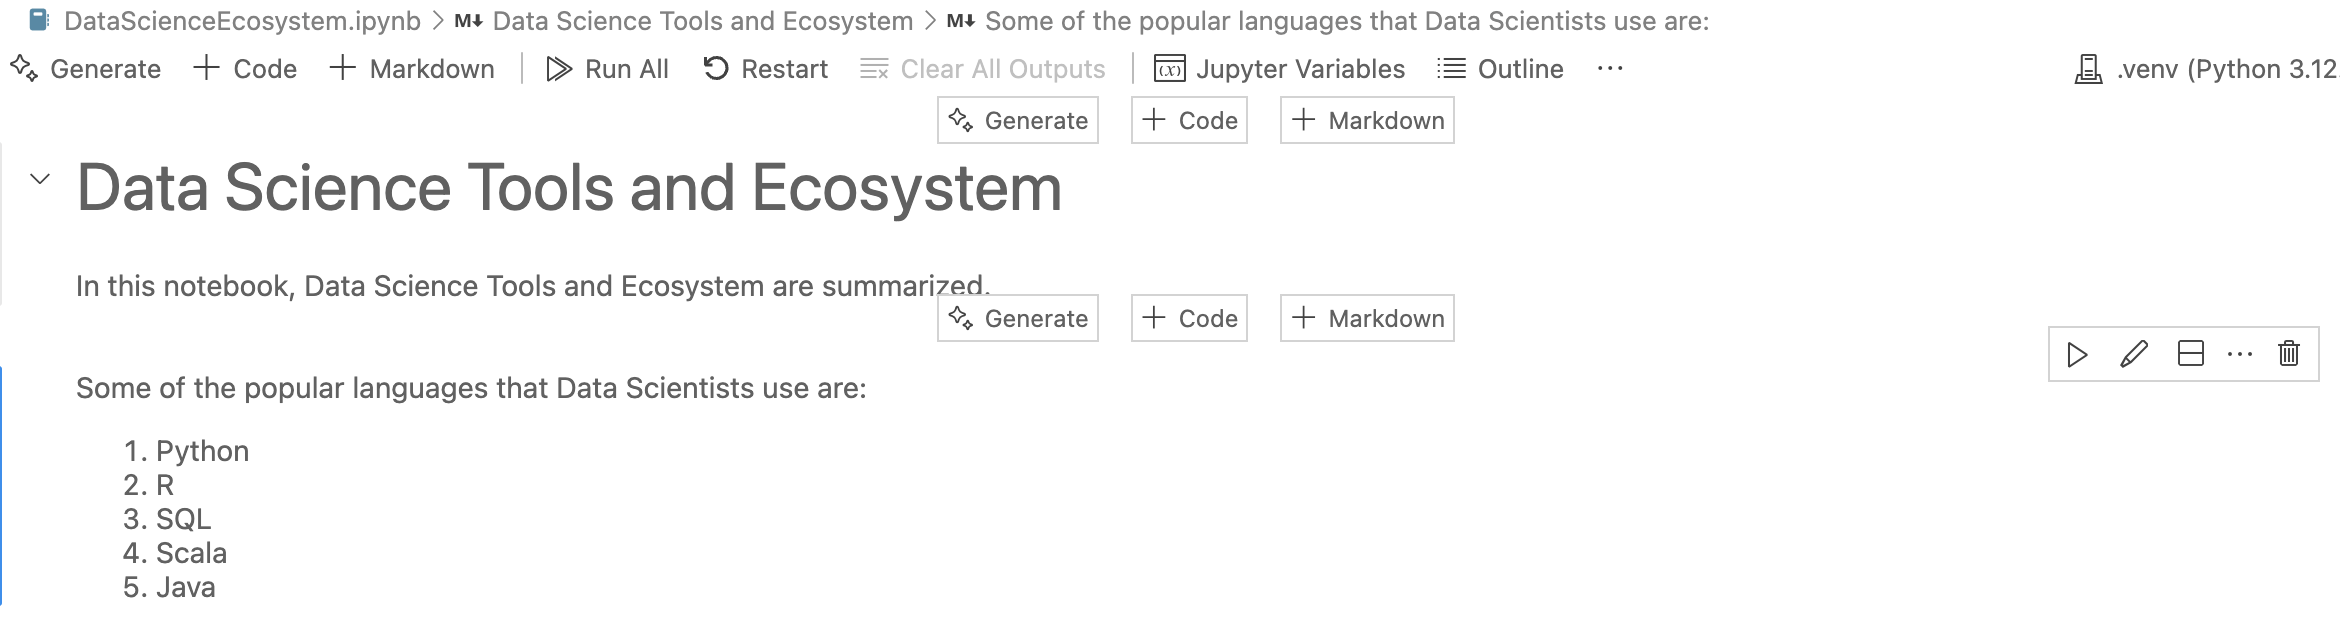 DataScienceEcosystem.ipynb > M↓ Data Science Tools and Ecosystem > M↓ Some of the popular languages that Data Scientists use are:
Generate + Code + Markdown | Run All Restart Clear All Outputs | (x) Jupyter Variables Outline ... .venv (Python 3.12
Generate + Code + Markdown
Data Science Tools and Ecosystem
In this notebook, Data Science Tools and Ecosystem are summarized.
Generate + Code + Markdown
Some of the popular languages that Data Scientists use are:
1. Python
2. R
3. SQL
4. Scala
5. Java